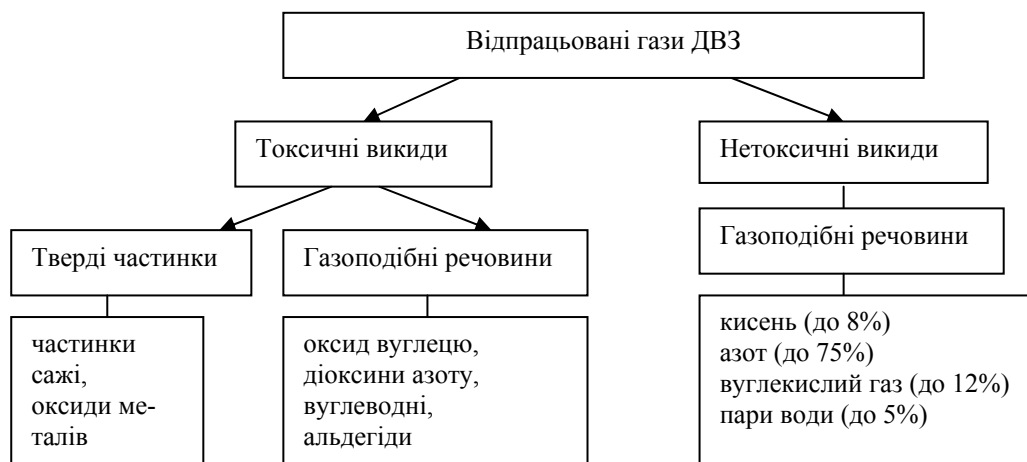 Відпрацьовані гази ДВЗ
Токсичні викиди
Нетоксичні викиди
Тверді частинки
Газоподібні речовини
Газоподібні речовини
частинки
сажі,
оксиди ме-
талів
оксид вуглецю,
діоксини азоту,
вуглеводні,
альдегіди
кисень (до 8%)
азот (до 75%)
вуглекислий газ (до 12%)
пари води (до 5%)